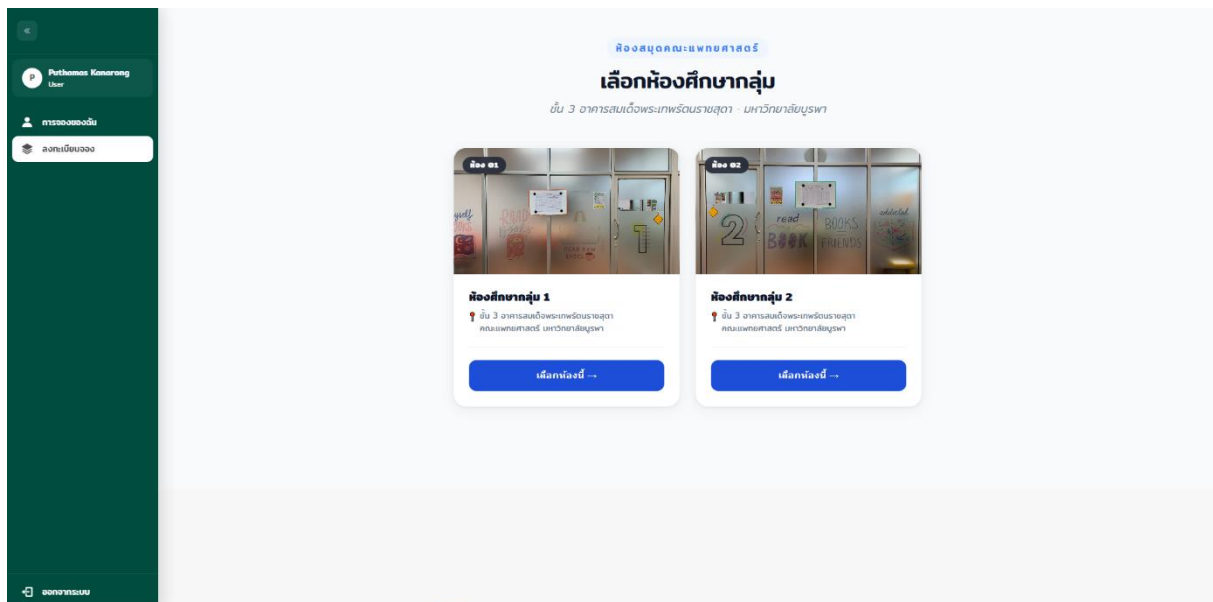 «
P
Puthamas Kanarong
User
การจองของฉัน
ลงทะเบียนจอง
ออกจากระบบ
ห้องสมุดคณะแพทยศาสตร์
เลือกห้องศึกษากลุ่ม
ชั้น 3 อาคารสมเด็จพระเทพรัตนราชสุดา · มหาวิทยาลัยบูรพา
ห้อง 01
READ
1
ห้องศึกษากลุ่ม 1
ชั้น 3 อาคารสมเด็จพระเทพรัตนราชสุดา
คณะแพทยศาสตร์ มหาวิทยาลัยบูรพา
เลือกห้องนี้ →
ห้อง 02
2
read
BOOK
BOOKS
FRIENDS
addicted
ห้องศึกษากลุ่ม 2
ชั้น 3 อาคารสมเด็จพระเทพรัตนราชสุดา
คณะแพทยศาสตร์ มหาวิทยาลัยบูรพา
เลือกห้องนี้ →